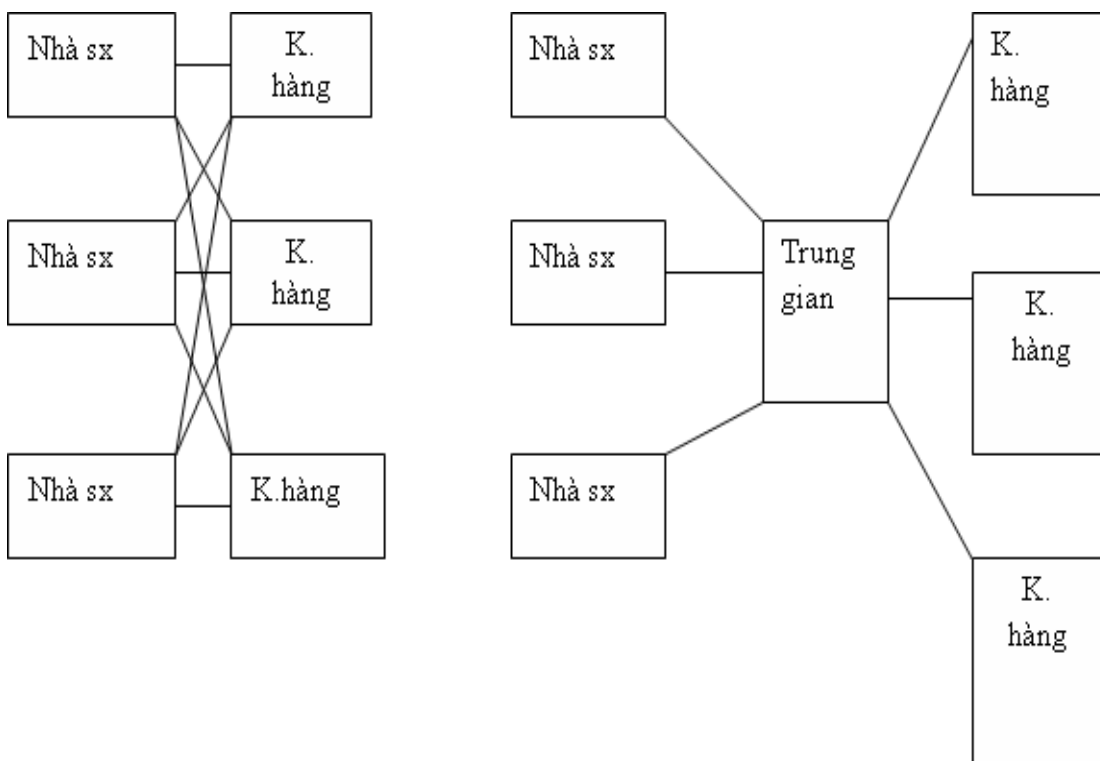 Nhà sx
K.
hàng
Nhà sx
K.
hàng
Nhà sx
K.hàng
Nhà sx
K.
hàng
Nhà sx
Trung
gian
K.
hàng
Nhà sx
K.
hàng